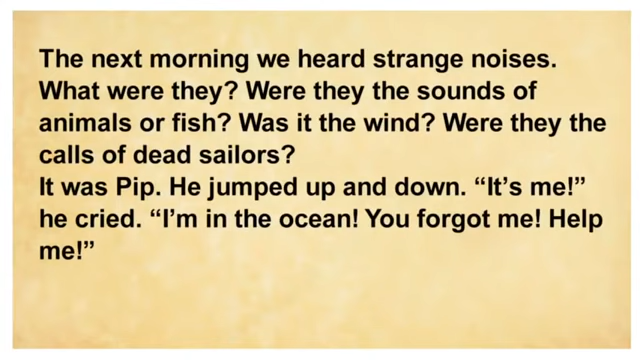 The next morning we heard strange noises.
What were they? Were they the sounds of
animals or fish? Was it the wind? Were they the
calls of dead sailors?
It was Pip. He jumped up and down. “It’s me!”
he cried. “I’m in the ocean! You forgot me! Help
me!”